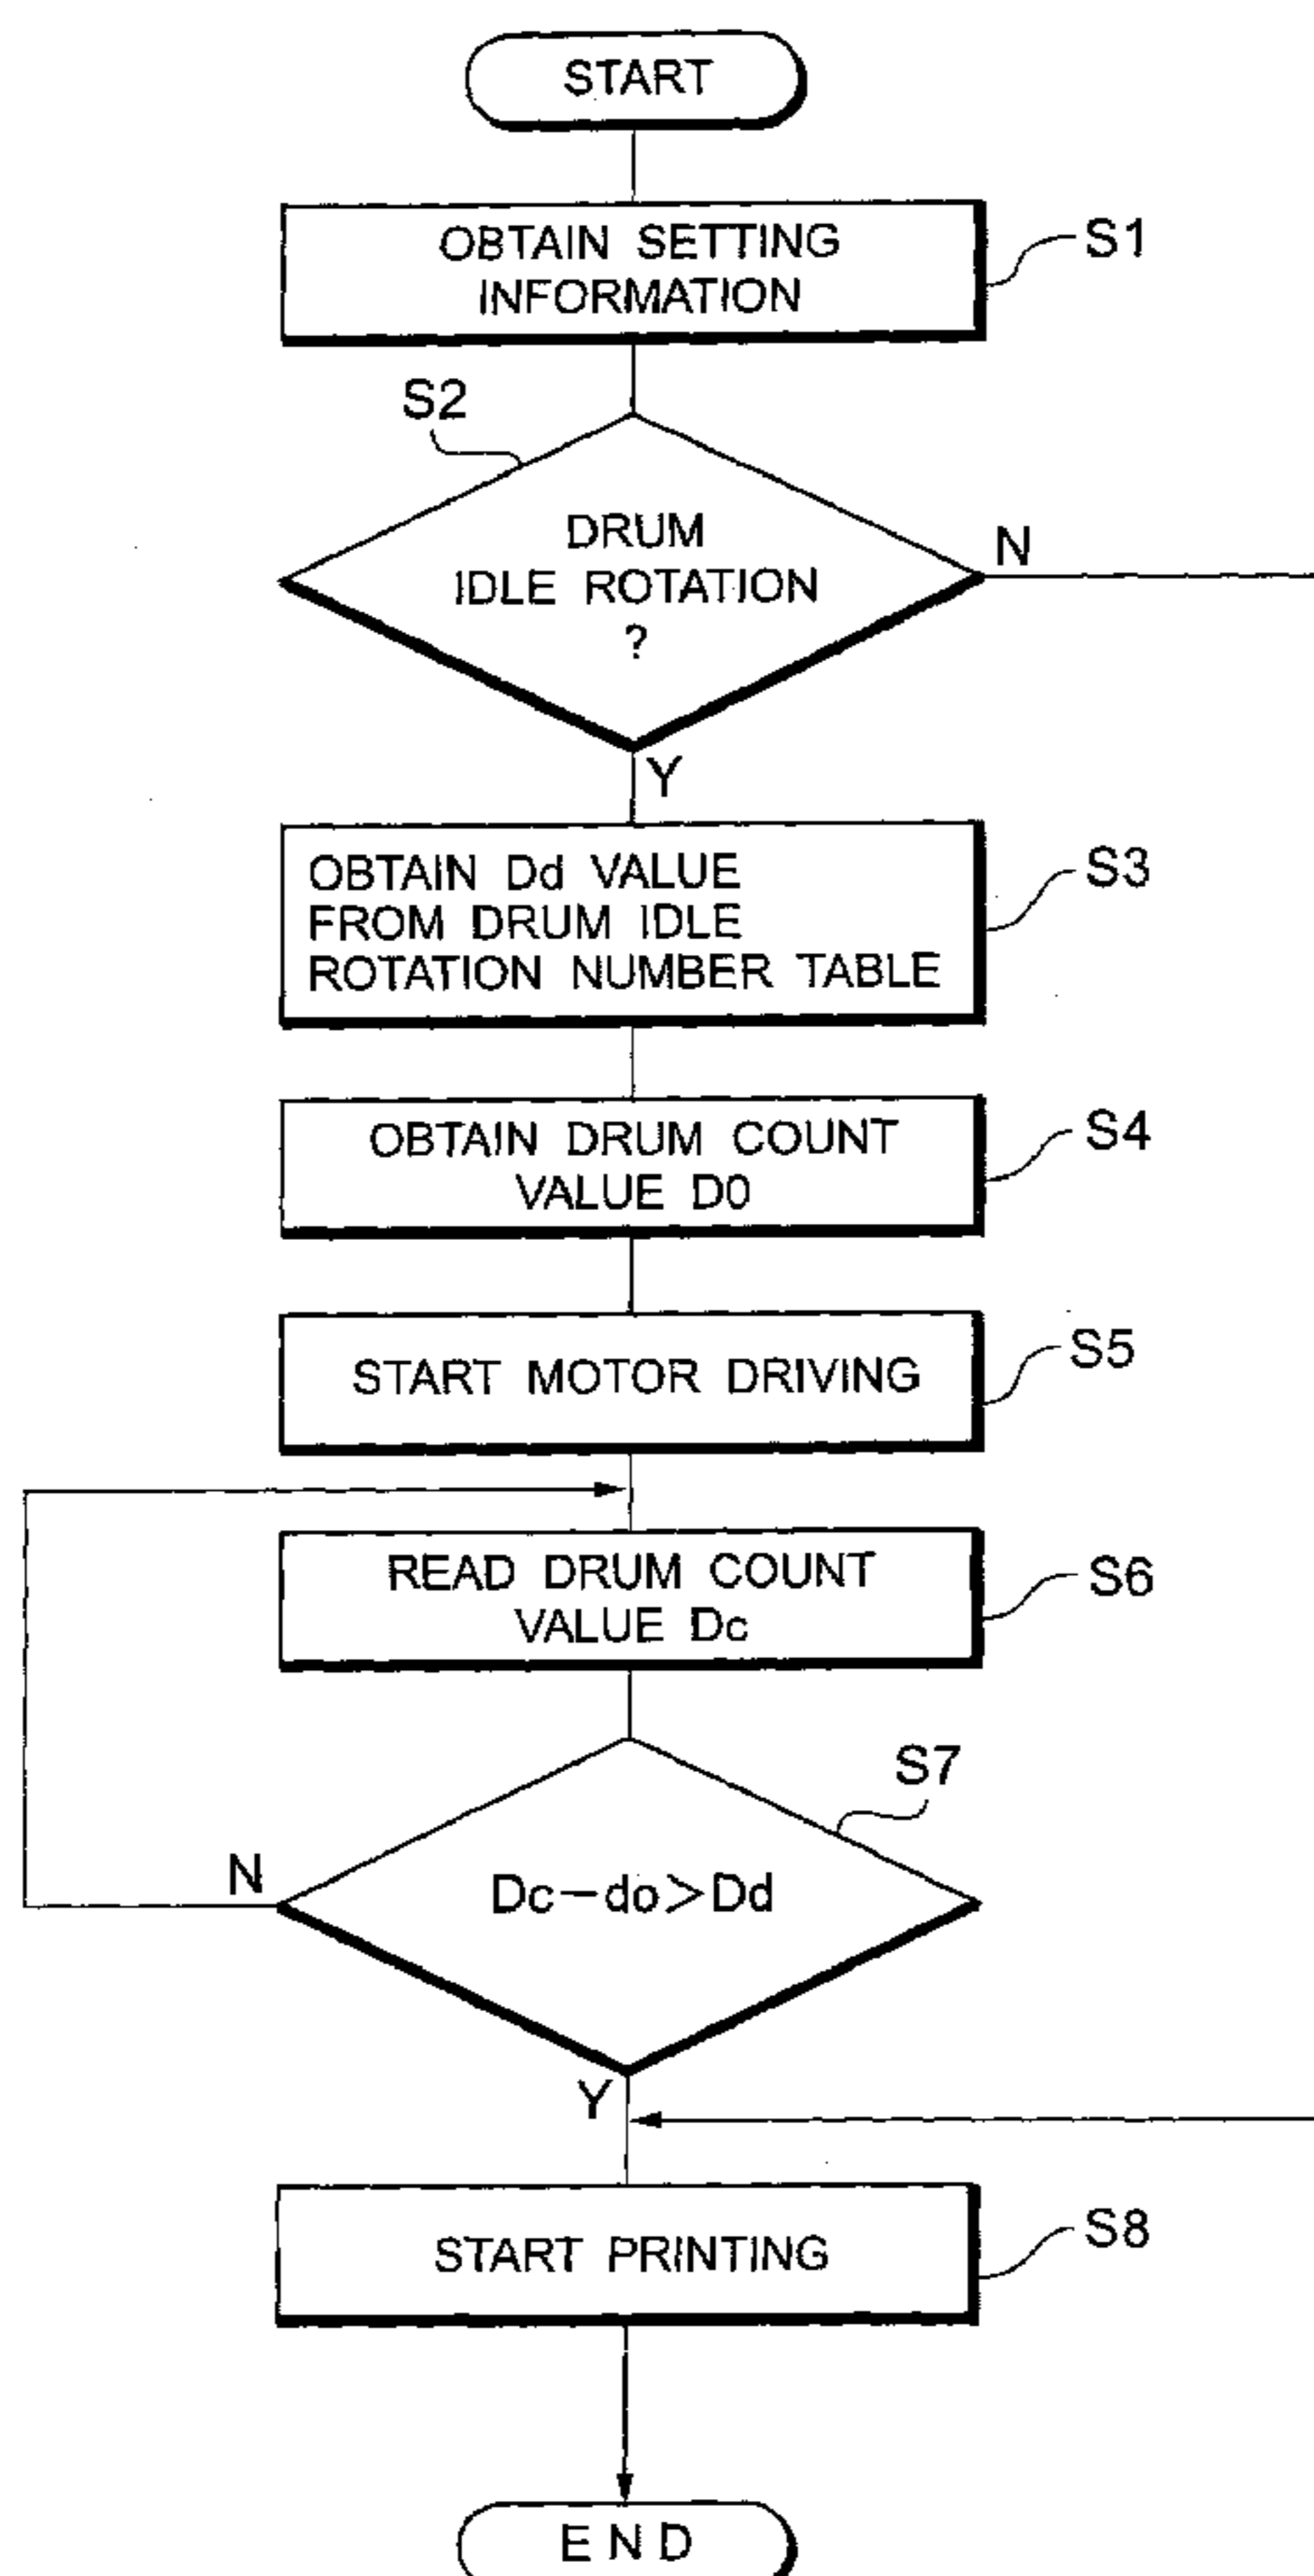 START
OBTAIN SETTING
INFORMATION
S1
S2
DRUM
IDLE ROTATION
?
N
Y
OBTAIN Dd VALUE
FROM DRUM IDLE
ROTATION NUMBER TABLE
S3
OBTAIN DRUM COUNT
VALUE D0
S4
START MOTOR DRIVING
S5
READ DRUM COUNT
VALUE Dc
S6
S7
Dc−do>Dd
N
Y
START PRINTING
S8
END